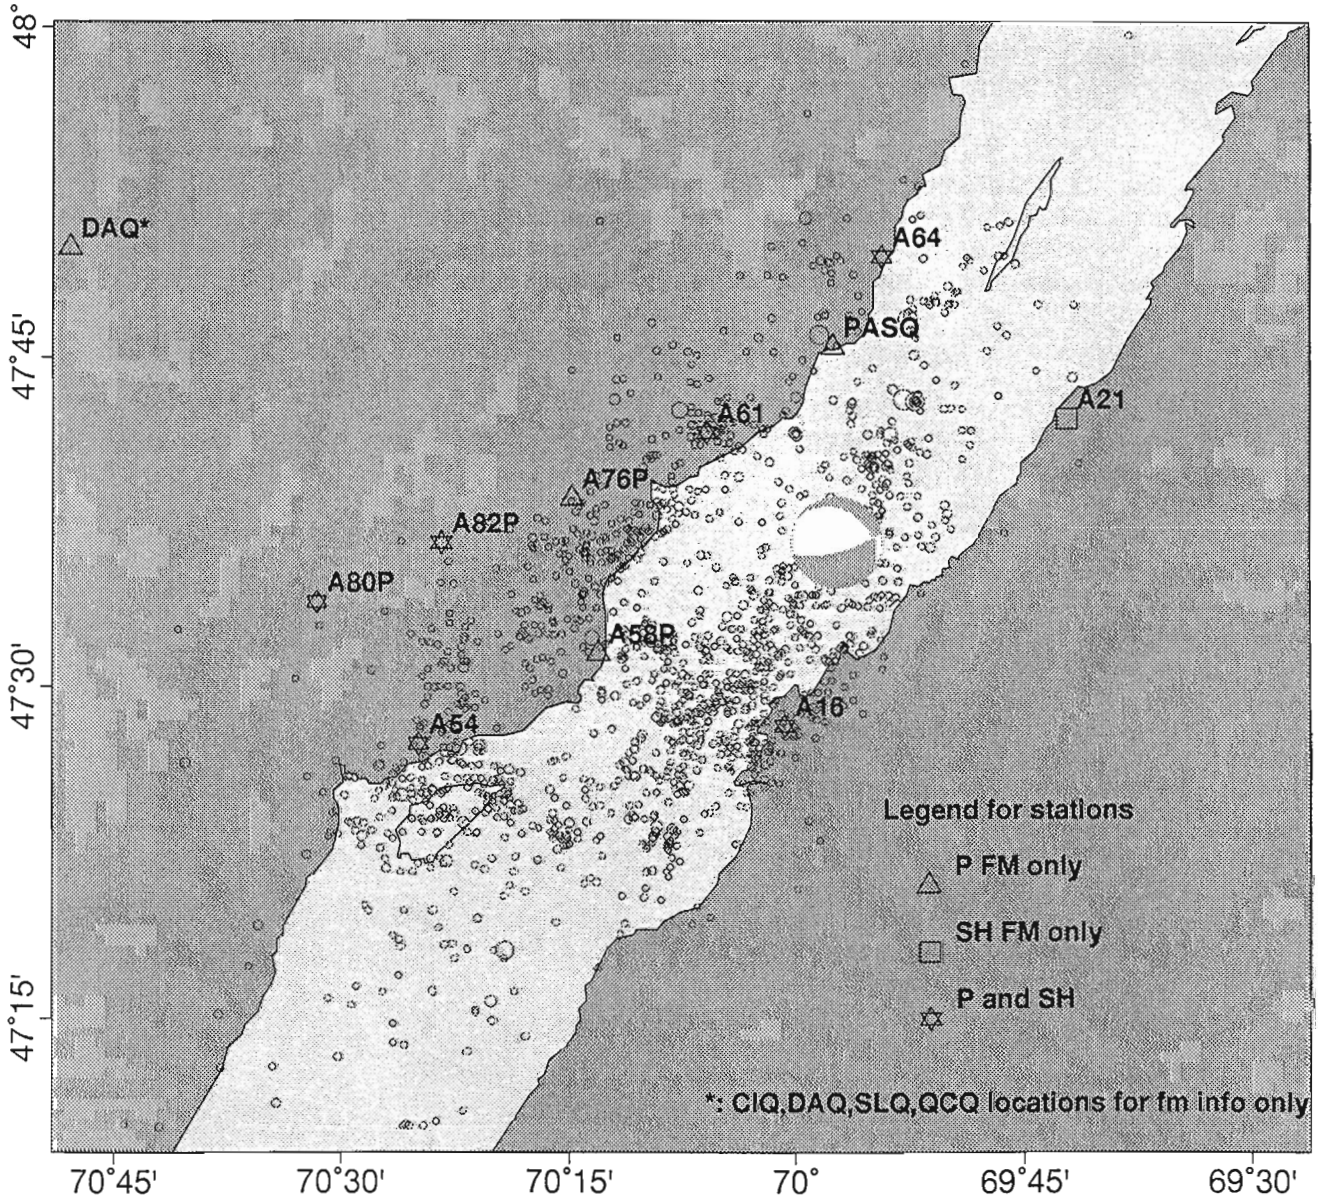 48°
DAQ*
A64
PASQ
47°45'
A21
A61
A76P
A82P
A80P
A58P
47°30'
A16
A54
Legend for stations
P FM only
SH FM only
P and SH
47°15'
*: CIQ,DAQ,SLQ,QCQ locations for fm info only
70°45' 70°30' 70°15' 70° 69°45' 69°30'